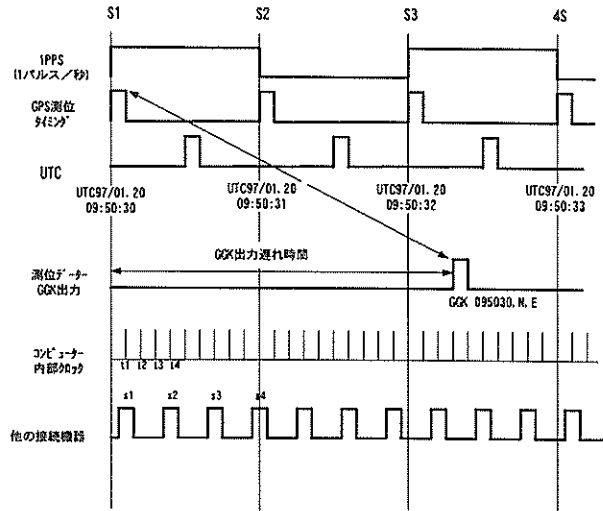 S1 S2 S3 4S
1PPS
(1パルス/秒)
GPS測位
タイミング
UTC
UTC97/01.20
09:50:30
UTC97/01.20
09:50:31
UTC97/01.20
09:50:32
UTC97/01.20
09:50:33
GGK出力遅れ時間
測位データー
GGK出力
GGK 095030,N,E
コンピューター
内部クロック
t1 t2 t3 t4
s1 s2 s3 s4
他の接続機器